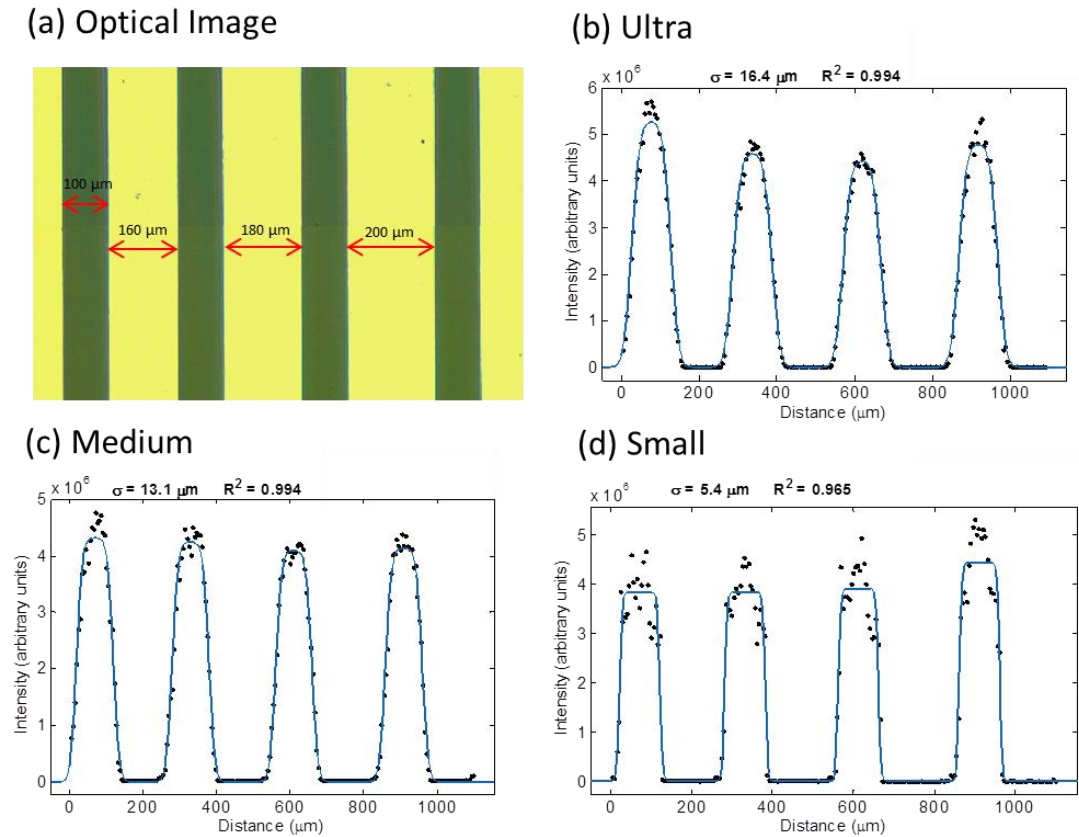 (a) Optical Image
100 µm
160 µm
180 µm
200 µm
(b) Ultra
x 10⁶
σ = 16.4 µm R² = 0.994
6
5
4
3
2
1
0
Intensity (arbitrary units)
0 200 400 600 800 1000
Distance (µm)
(c) Medium
x 10⁶
σ = 13.1 µm R² = 0.994
5
4
3
2
1
0
Intensity (arbitrary units)
0 200 400 600 800 1000
Distance (µm)
(d) Small
x 10⁶
σ = 5.4 µm R² = 0.965
5
4
3
2
1
0
Intensity (arbitrary units)
0 200 400 600 800 1000
Distance (µm)